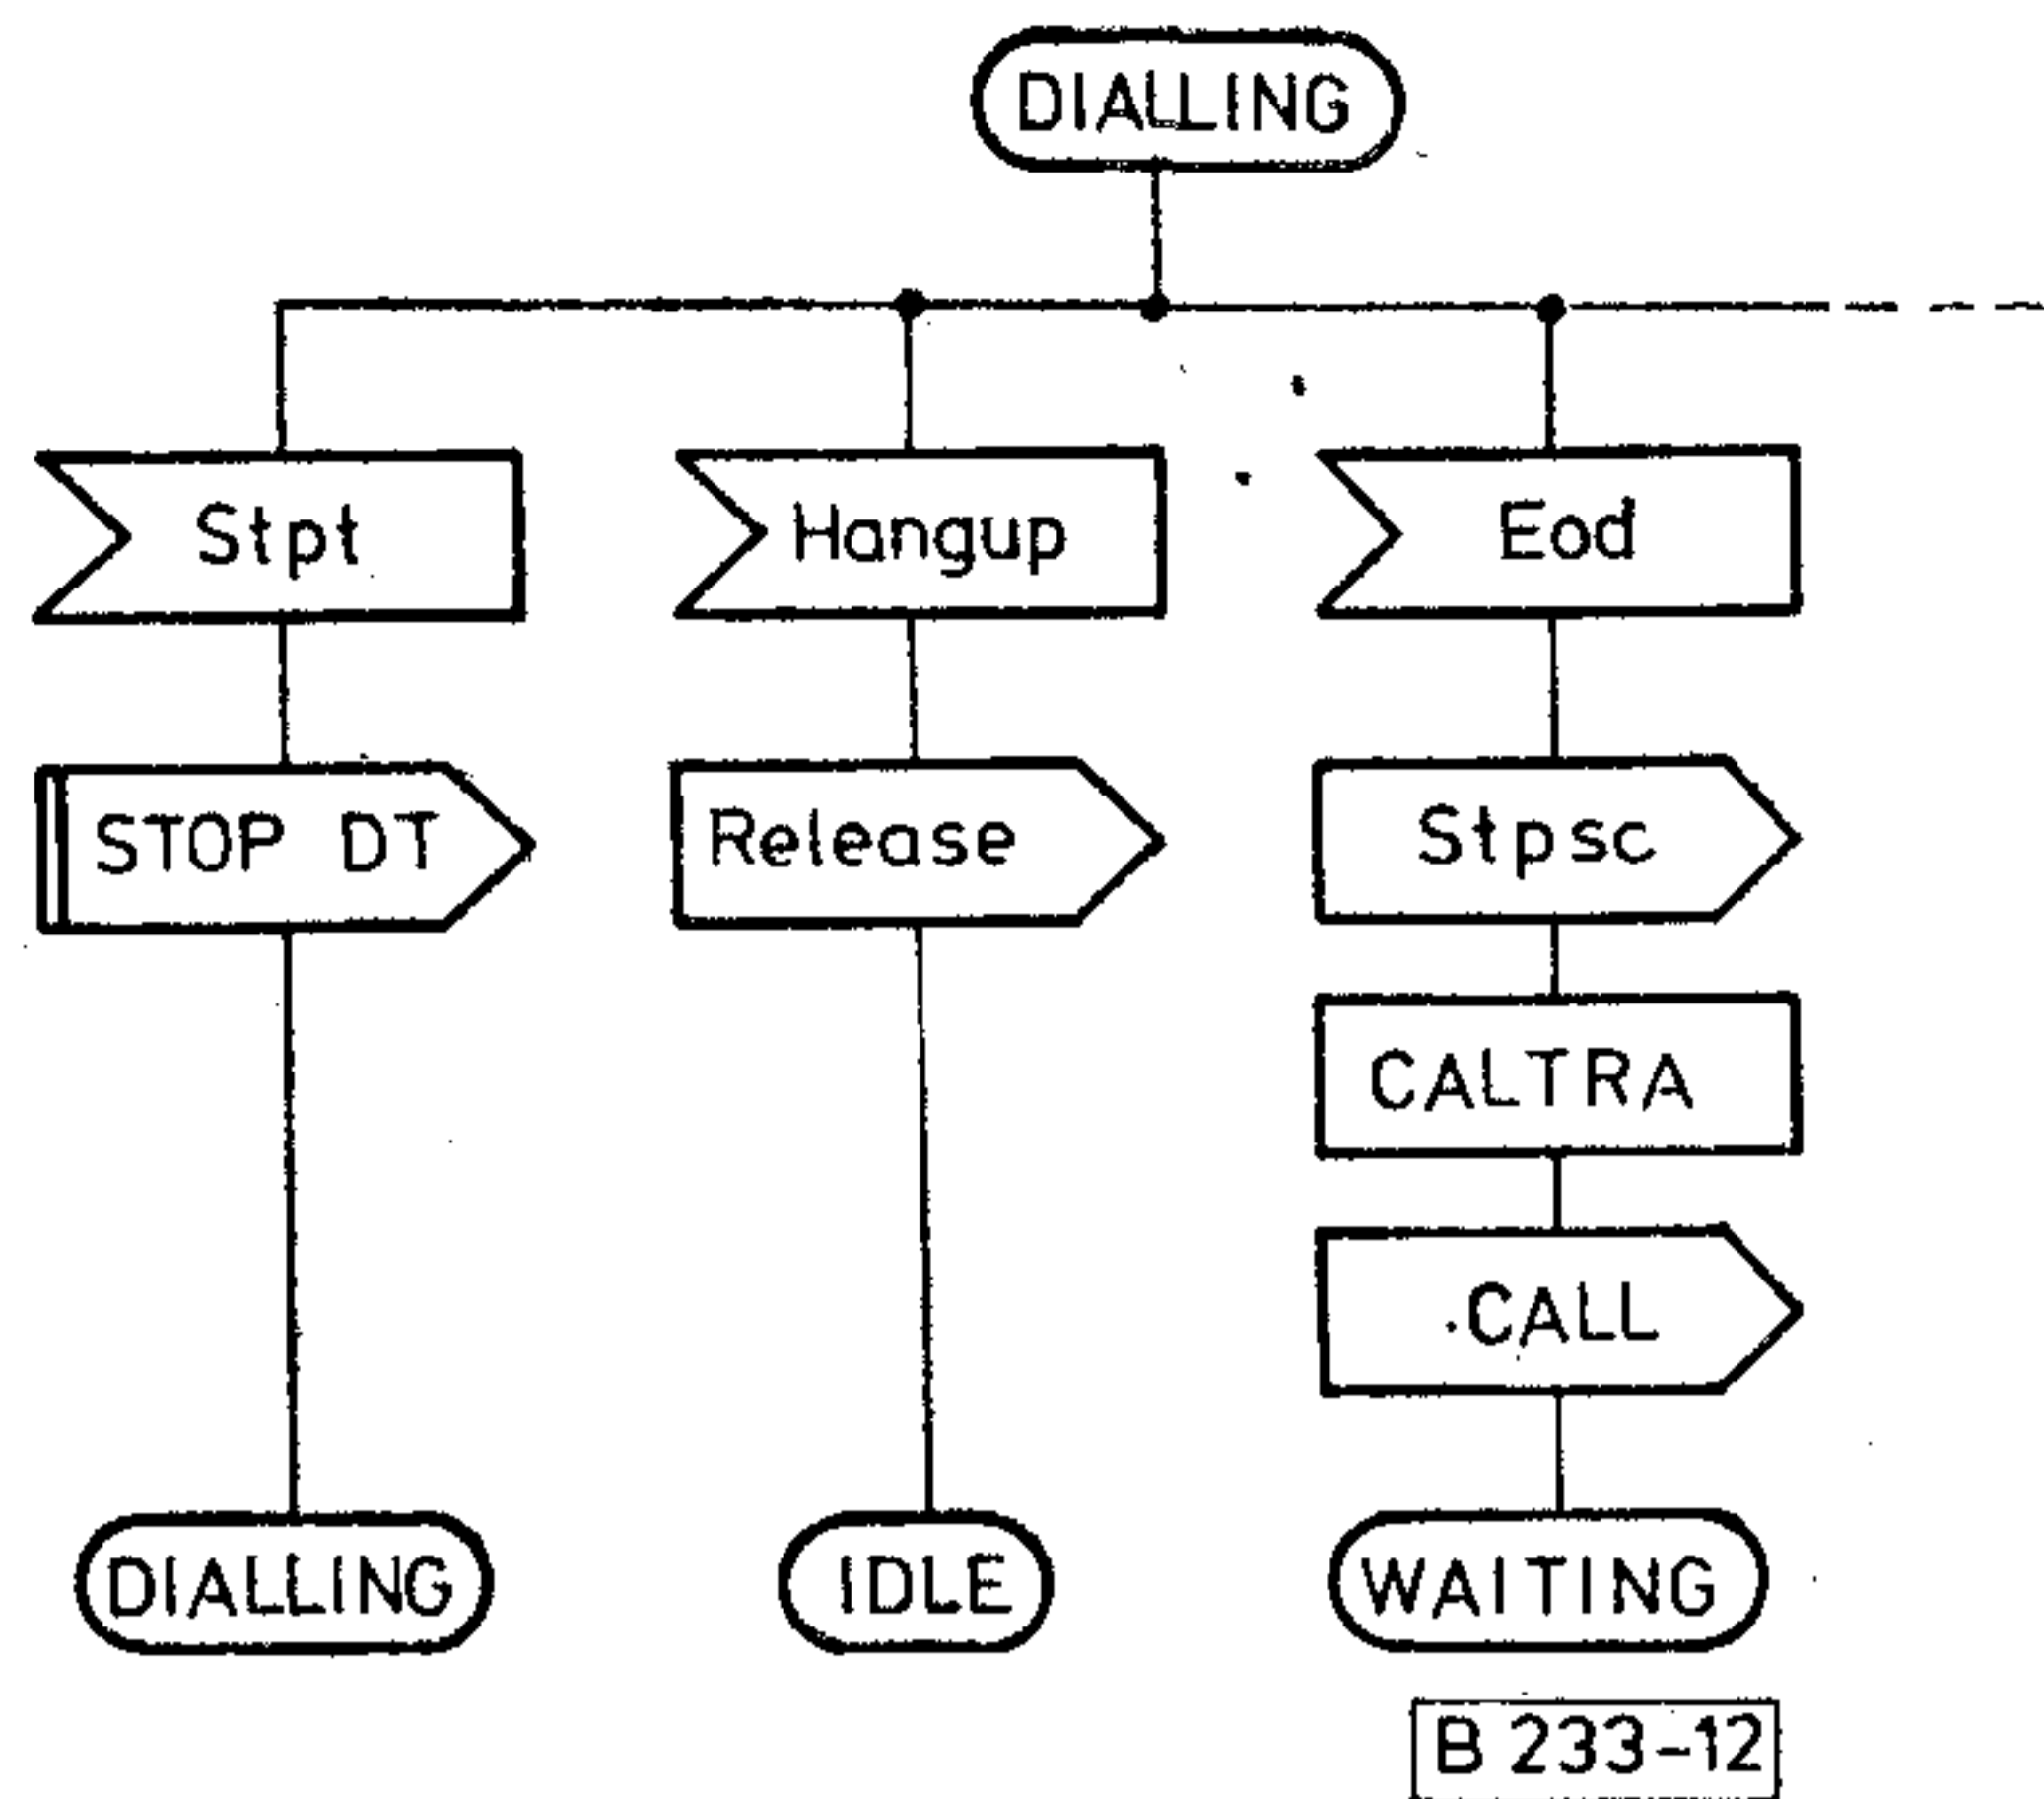 DIALLING
Stpt
Hangup
Eod
STOP DT
Release
Stpsc
CALTRA
.CALL
DIALLING
IDLE
WAITING
B 233-12